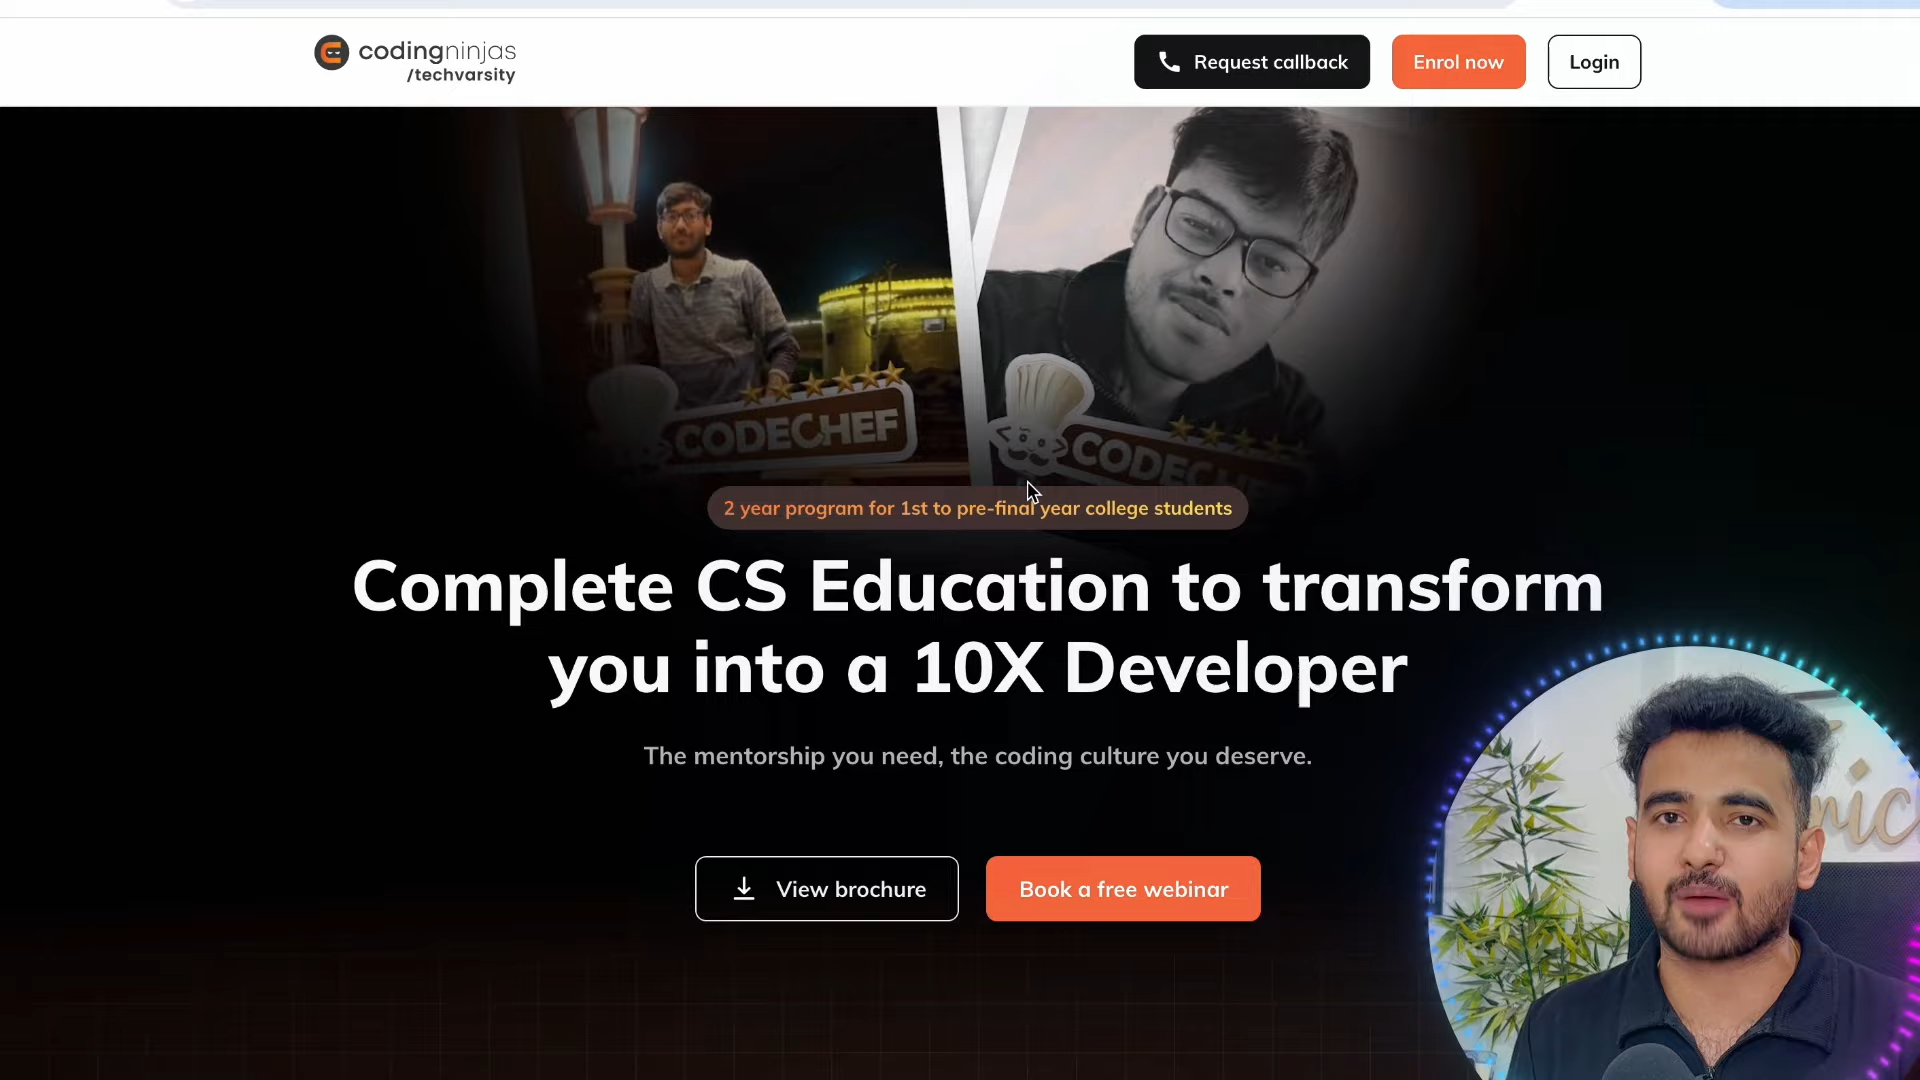 codingninjas
/techvarsity
Request callback
Enrol now
Login
CODECHEF
2 year program for 1st to pre-final year college students
Complete CS Education to transform
you into a 10X Developer
The mentorship you need, the coding culture you deserve.
View brochure
Book a free webinar